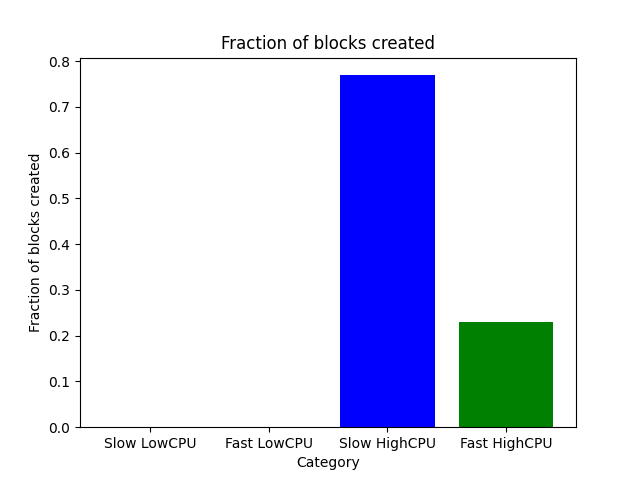 Fraction of blocks created
Fraction of blocks created
0.8
0.7
0.6
0.5
0.4
0.3
0.2
0.1
0.0
Slow LowCPU Fast LowCPU Slow HighCPU Fast HighCPU
Category